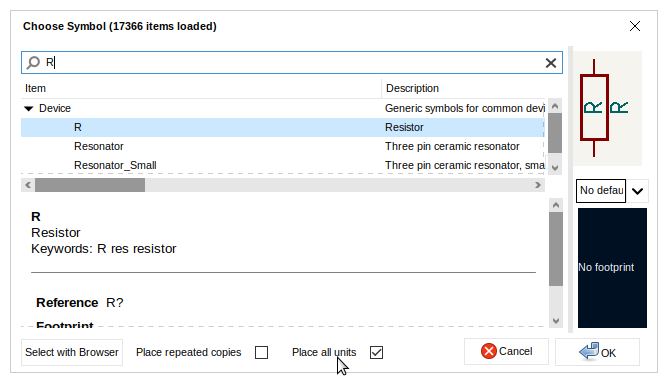 Choose Symbol (17366 items loaded)
R
Item Description
Device Generic symbols for common devi
R Resistor
Resonator Three pin ceramic resonator
Resonator_Small Three pin ceramic resonator, sma
R R
No defau
R
Resistor
Keywords: R res resistor
Reference R?
Footprint
No footprint
Select with Browser Place repeated copies Place all units Cancel OK